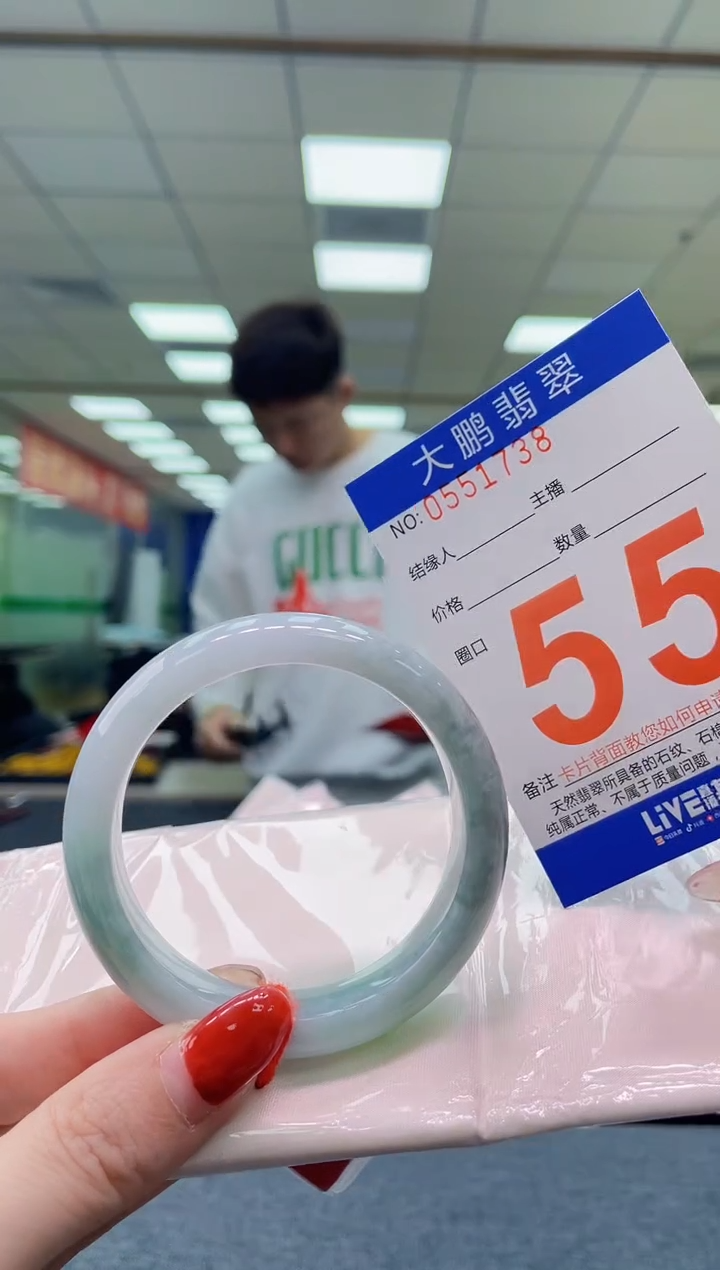 大鹏翡翠
NO: 0551738
结缘人 主播
价格 数量
圈口 55
备注 卡片背面教您如何申
天然翡翠所具备的石纹、石
纯属正常、不属于质量问题，
LiVE
GUCCI